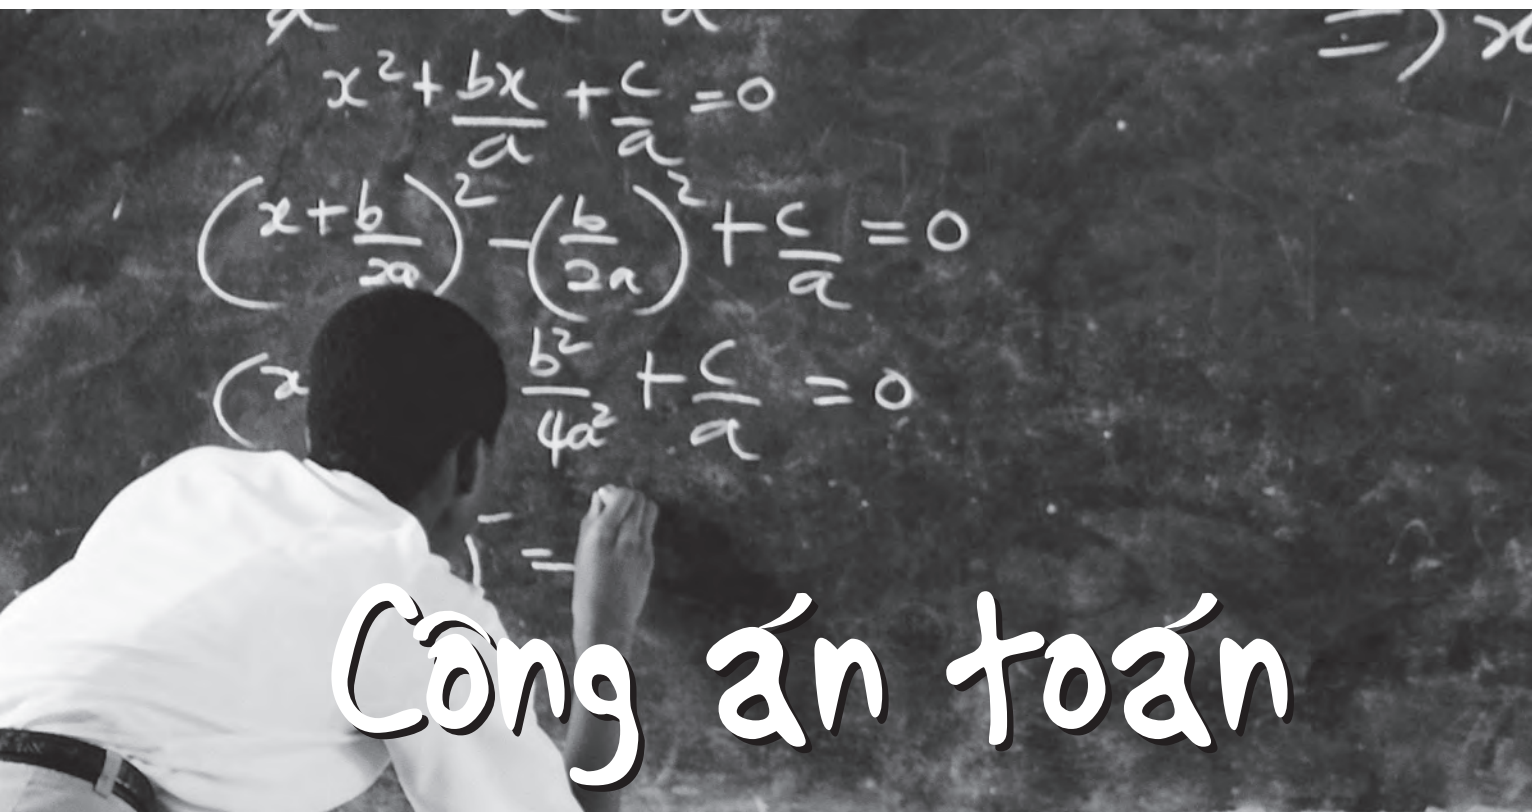 x² + bx/a + c/a = 0
(x + b/2a)² - (b/2a)² + c/a = 0
(x b²/4a² + c/a = 0
) =
Công án toán